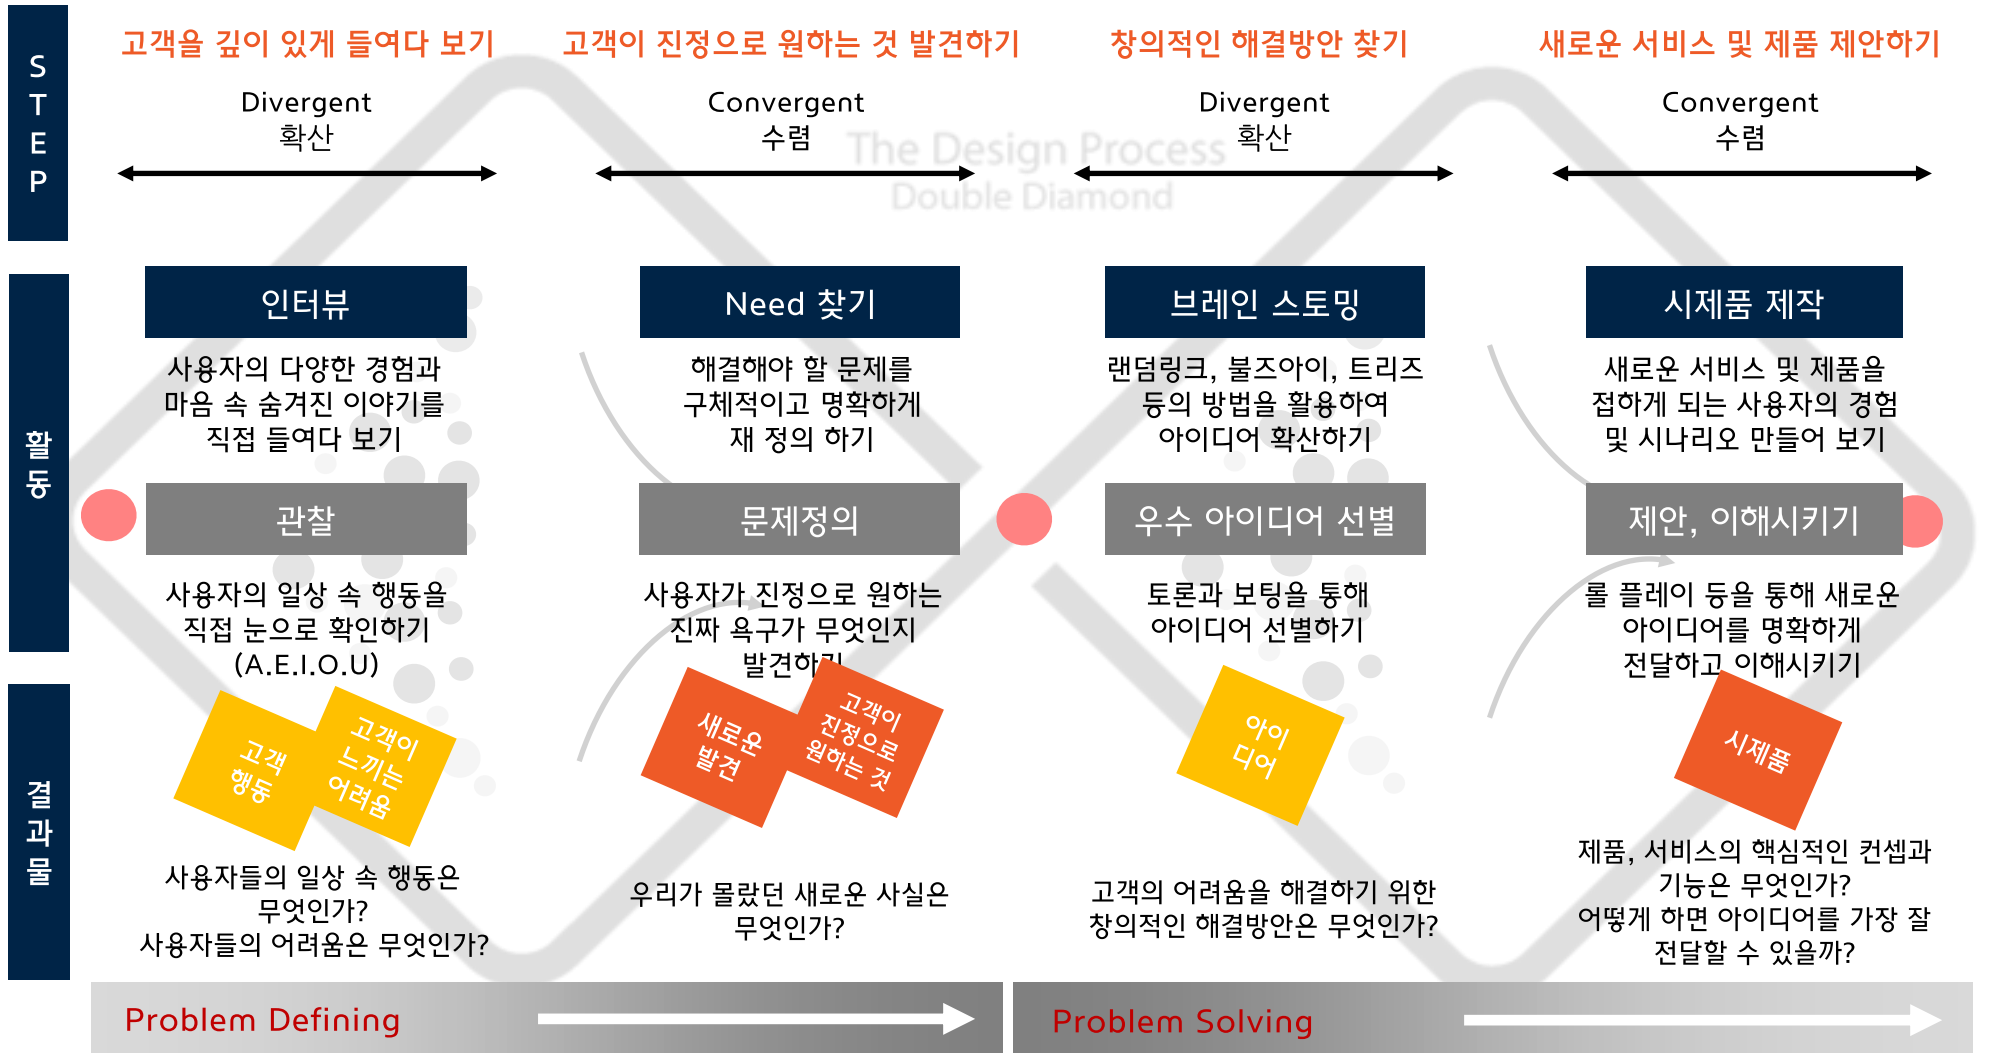 STEP
고객을 깊이 있게 들여다 보기
Divergent
확산
고객이 진정으로 원하는 것 발견하기
Convergent
수렴
창의적인 해결방안 찾기
Divergent
확산
새로운 서비스 및 제품 제안하기
Convergent
수렴
The Design Process
Double Diamond
활동
인터뷰
사용자의 다양한 경험과
마음 속 숨겨진 이야기를
직접 들여다 보기
관찰
사용자의 일상 속 행동을
직접 눈으로 확인하기
(A.E.I.O.U)
Need 찾기
해결해야 할 문제를
구체적이고 명확하게
재 정의 하기
문제정의
사용자가 진정으로 원하는
진짜 욕구가 무엇인지
발견하기
브레인 스토밍
랜덤링크, 불즈아이, 트리즈
등의 방법을 활용하여
아이디어 확산하기
우수 아이디어 선별
토론과 보팅을 통해
아이디어 선별하기
시제품 제작
새로운 서비스 및 제품을
접하게 되는 사용자의 경험
및 시나리오 만들어 보기
제안, 이해시키기
롤 플레이 등을 통해 새로운
아이디어를 명확하게
전달하고 이해시키기
결과물
고객
행동
고객이
느끼는
어려움
사용자들의 일상 속 행동은
무엇인가?
사용자들의 어려움은 무엇인가?
새로운
발견
고객이
진정으로
원하는 것
우리가 몰랐던 새로운 사실은
무엇인가?
아이
디어
고객의 어려움을 해결하기 위한
창의적인 해결방안은 무엇인가?
시제품
제품, 서비스의 핵심적인 컨셉과
기능은 무엇인가?
어떻게 하면 아이디어를 가장 잘
전달할 수 있을까?
Problem Defining
Problem Solving